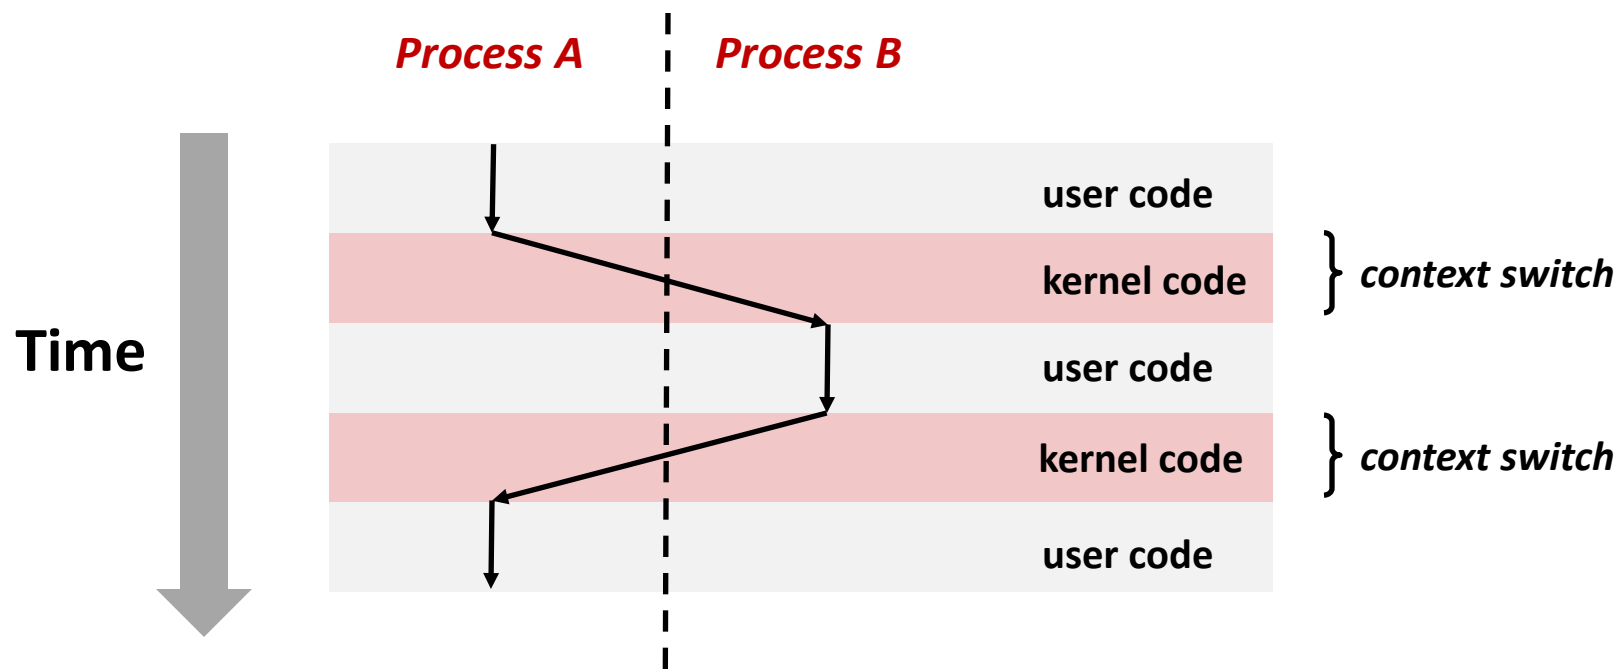 Process A
Process B
user code
kernel code
context switch
Time
user code
kernel code
context switch
user code